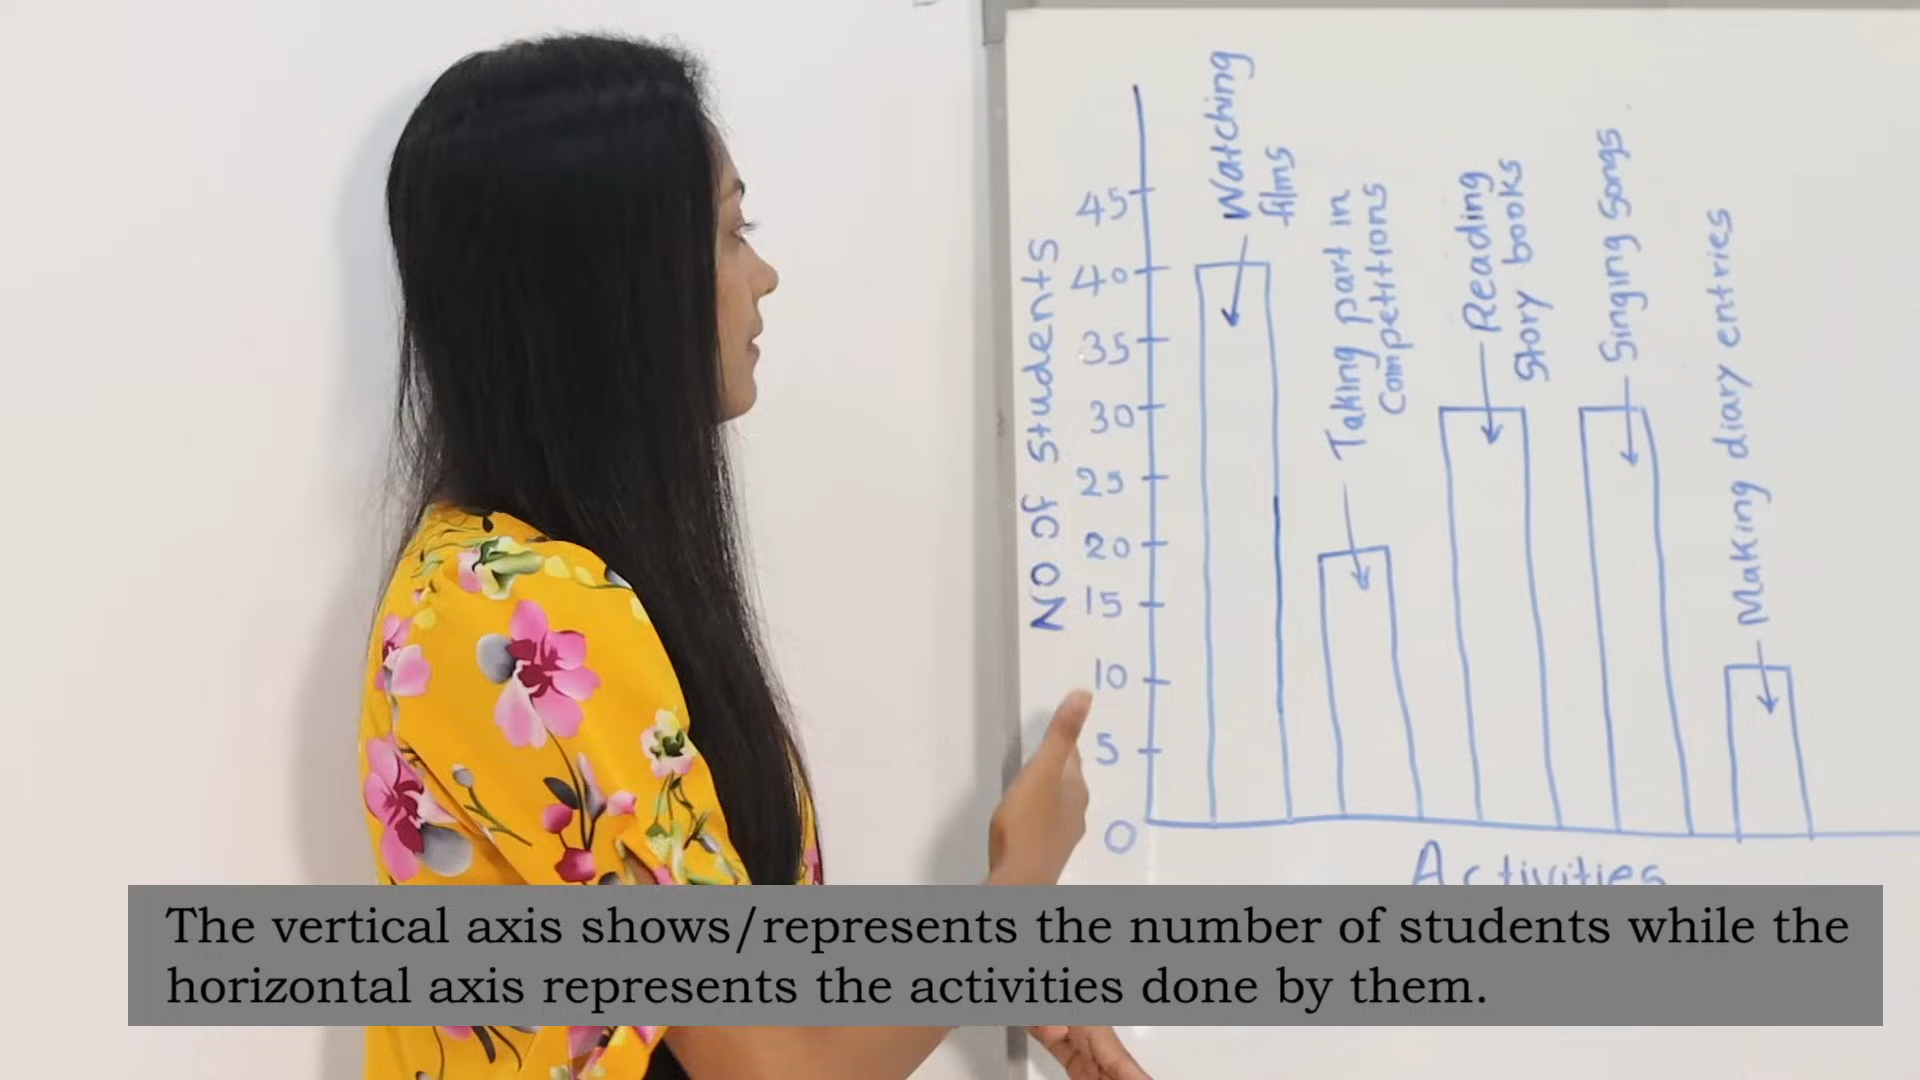 No of students
45
40
35
30
25
20
15
10
5
0
Watching
films
Taking part in
Competitions
Reading
Story books
Singing songs
Making diary entries
Activities
The vertical axis shows/represents the number of students while the
horizontal axis represents the activities done by them.